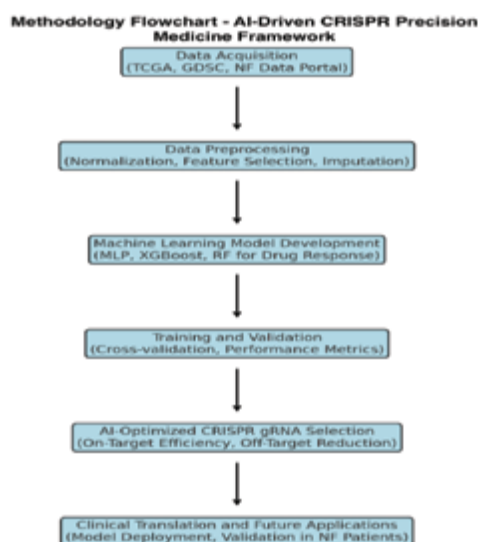 Methodology Flowchart - AI-Driven CRISPR Precision
Medicine Framework
Data Acquisition
(TCGA, GDSC, NF Data Portal)
Data Preprocessing
(Normalization, Feature Selection, Imputation)
Machine Learning Model Development
(MLP, XGBoost, RF for Drug Response)
Training and Validation
(Cross-validation, Performance Metrics)
AI-Optimized CRISPR gRNA Selection
(On-Target Efficiency, Off-Target Reduction)
Clinical Translation and Future Applications
(Model Deployment, Validation in NF Patients)